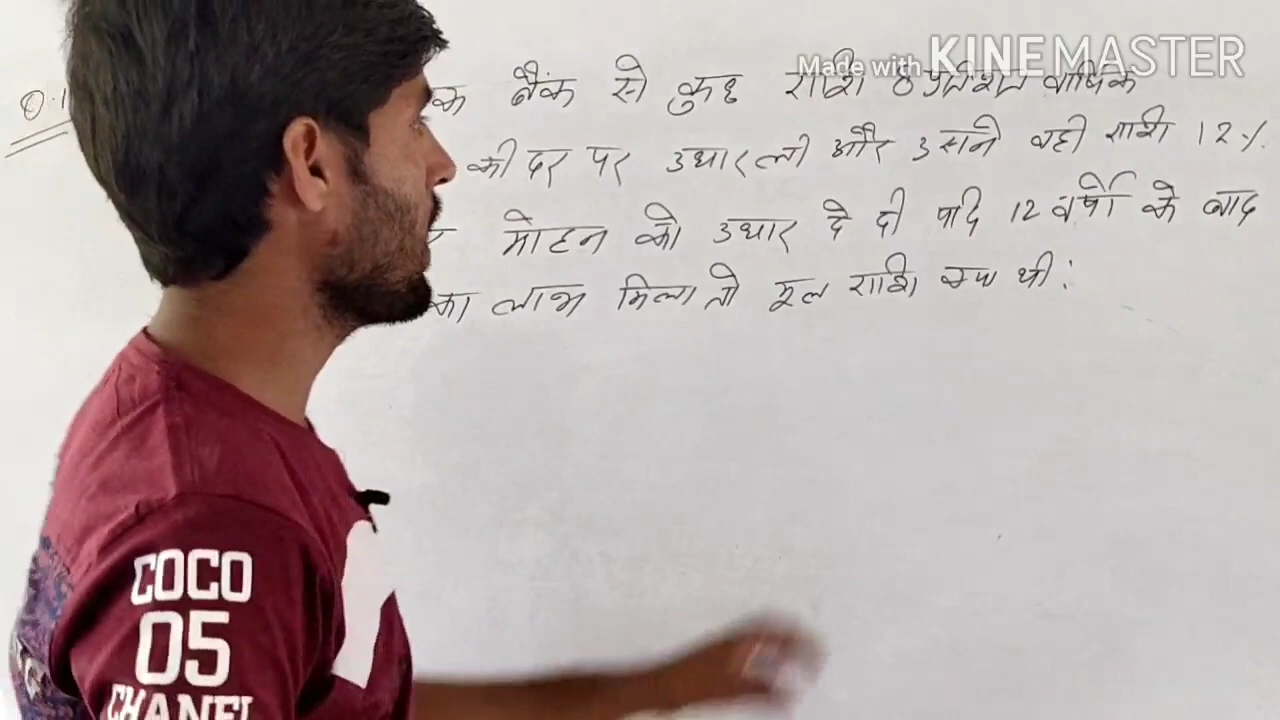 Made with KINEMASTER
Q.1 क बैंक से कुछ राशि 8 प्रतिशत वार्षिक
की दर पर उधार ली और उसने वही राशि 12%
मोहन को उधार दे दी यदि 12 वर्षो के बाद
का लाभ मिला तो मूल राशि क्या थी:
COCO
05
CHANEL